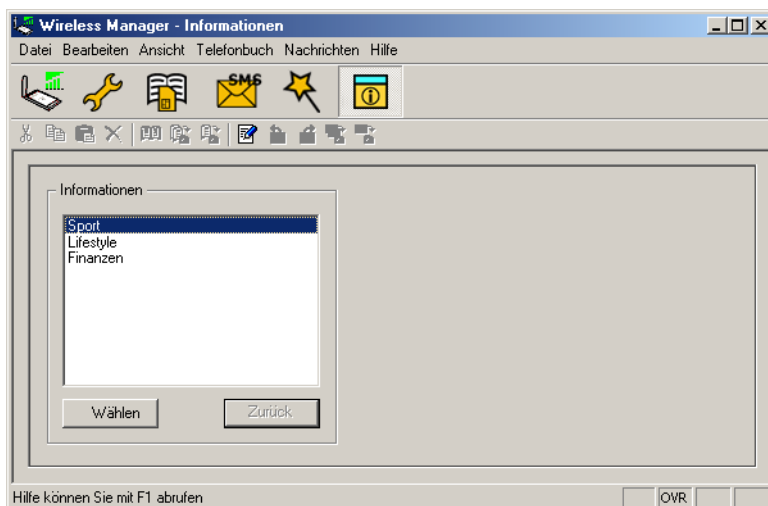 Wireless Manager - Informationen
Datei Bearbeiten Ansicht Telefonbuch Nachrichten Hilfe
SMS
Informationen
Sport
Lifestyle
Finanzen
Wählen Zurück
Hilfe können Sie mit F1 abrufen OVR